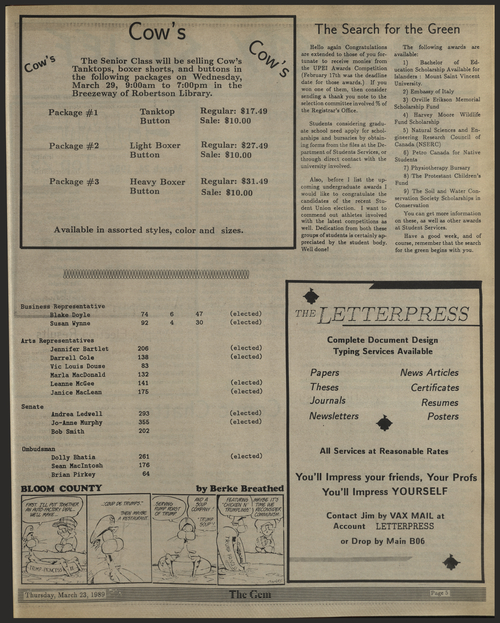 Cow's
Cow's
Cow's
The Senior Class will be selling Cow's
Tanktops, boxer shorts, and buttons in
the following packages on Wednesday,
March 29, 9:00am to 7:00pm in the
Breezeway of Robertson Library.
Package #1 Tanktop Regular: $17.49
Button Sale: $10.00
Package #2 Light Boxer Regular: $27.49
Button Sale: $10.00
Package #3 Heavy Boxer Regular: $31.49
Button Sale: $10.00
Available in assorted styles, color and sizes.
The Search for the Green
Hello again Congratulations
are extended to those so for-
tunate to receive monies from
the UPEI Awards Competition
(February 17th was the deadline
date for those awards.) If you
won one of them, then consider
sending a thank you note to the
selection committee involved % of
the Registrar's Office.
Students considering gradu-
ate school need apply for schol-
arships and bursaries by obtain-
ing forms from the files at the De-
partment of Students Services, or
through direct contact with the
university involved.
Also, before I list the up-
coming undergraduate awards I
would like to congratulate the
candidates of the recent Stu-
dent Union election. I want to
commend out athletes involved
with the latest competitions as
well. Dedication from both these
groups of students is certainly ap-
preciated by the student body.
Well done!
The following awards are
available:
1) Bachelor of Ed-
ucation Scholarship Available for
Islanders : Mount Saint Vincent
University.
2) Embassy of Italy
3) Orville Erikson Memorial
Scholarship Fund
4) Harvey Moore Wildlife
Fund Scholarship
5) Natural Sciences and En-
gineering Research Council of
Canada (NSERC)
6) Petro Canada for Native
Students
7) Physiotherapy Bursary
8) The Protestant Children's
Fund
9) The Soil and Water Con-
servation Society Scholarships in
Conservation
You can get more information
on these, as well as other awards
at Student Services.
Have a good week, and of
course, remember that the search
for the green begins with you.
Business Representative
Blake Doyle 74 6 47 (elected)
Susan Wynne 92 4 30 (elected)
Arts Representatives
Jennifer Bartlet 206 (elected)
Darrell Cole 138 (elected)
Vic Louis Douse 83
Marla MacDonald 132
Leanne McGee 141 (elected)
Janice MacLean 175 (elected)
Senate
Andrea Ledwell 293 (elected)
Jo-Anne Murphy 355 (elected)
Bob Smith 202
Ombudsman
Dolly Bhatia 261 (elected)
Sean MacIntosh 176
Brian Pirkey 64
BLOOM COUNTY by Berke Breathed
THE LETTERPRESS
Complete Document Design
Typing Services Available
Papers News Articles
Theses Certificates
Journals Resumes
Newsletters Posters
All Services at Reasonable Rates
You'll Impress your friends, Your Profs
You'll Impress YOURSELF
Contact Jim by VAX MAIL at
Account LETTERPRESS
or Drop by Main B06
Thursday, March 23, 1989 The Gem Page 3